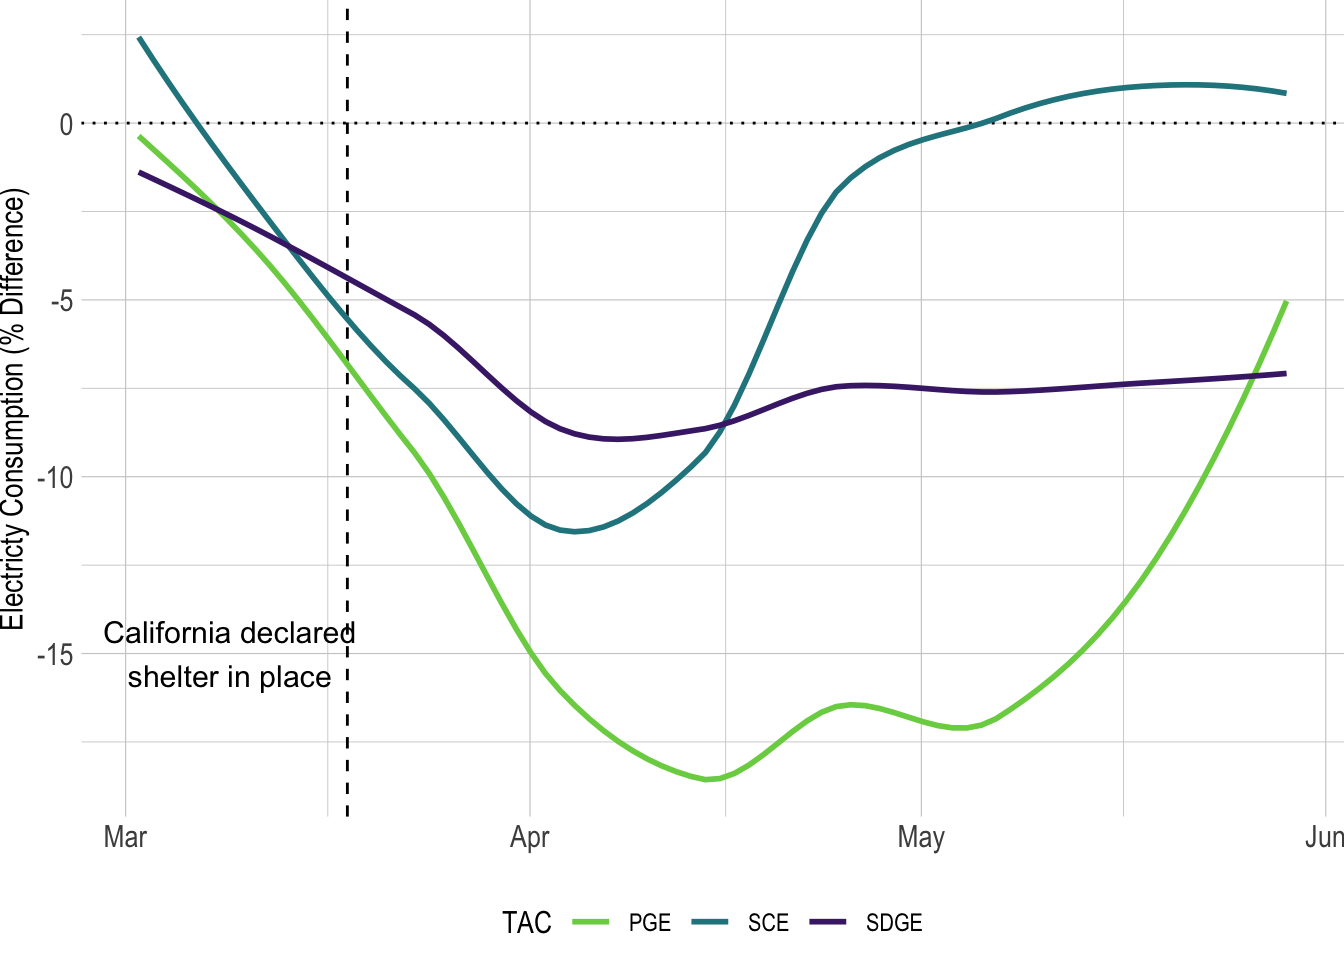 Electricty Consumption (% Difference)
0
-5
-10
-15
California declared
shelter in place
Mar Apr May Jun
TAC PGE SCE SDGE